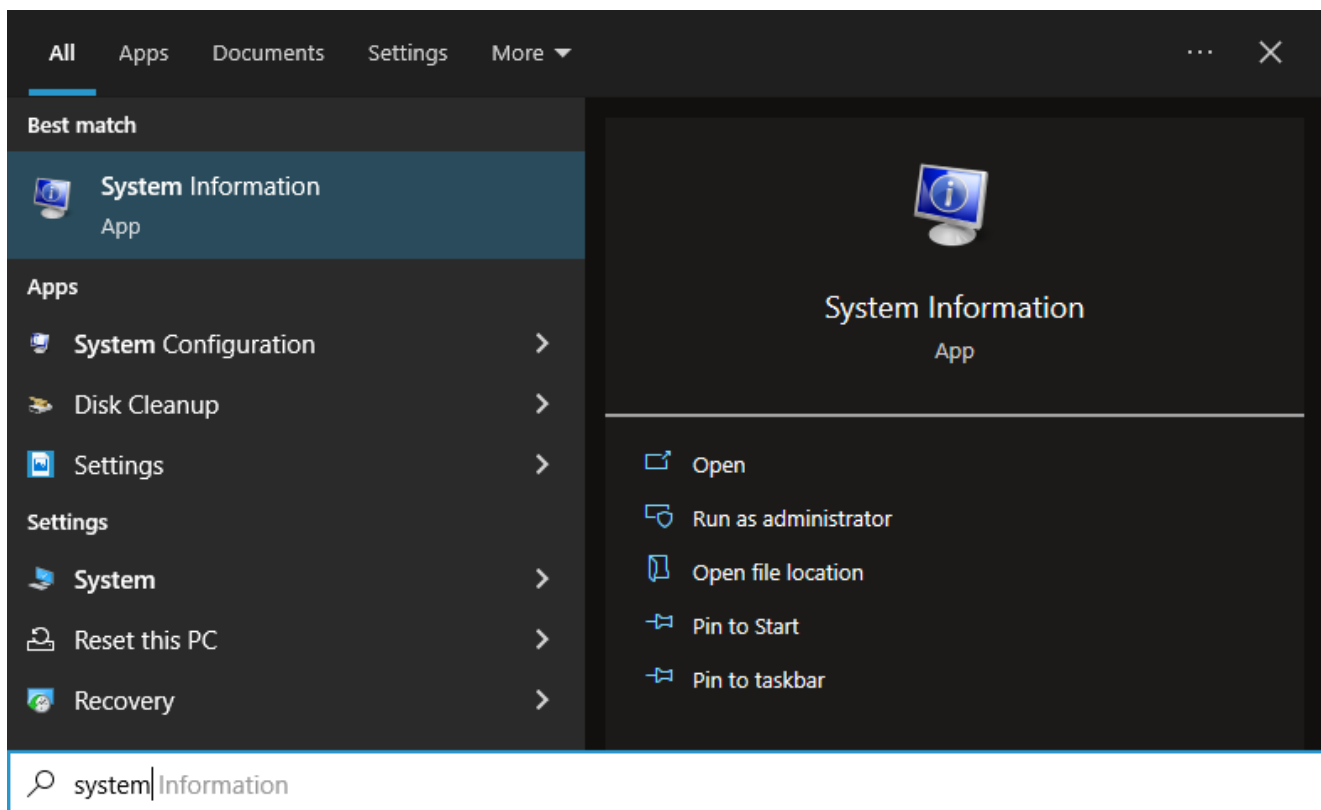 All Apps Documents Settings More ...
Best match
System Information
App
Apps
System Configuration
Disk Cleanup
Settings
Settings
System
Reset this PC
Recovery
System Information
App
Open
Run as administrator
Open file location
Pin to Start
Pin to taskbar
system Information